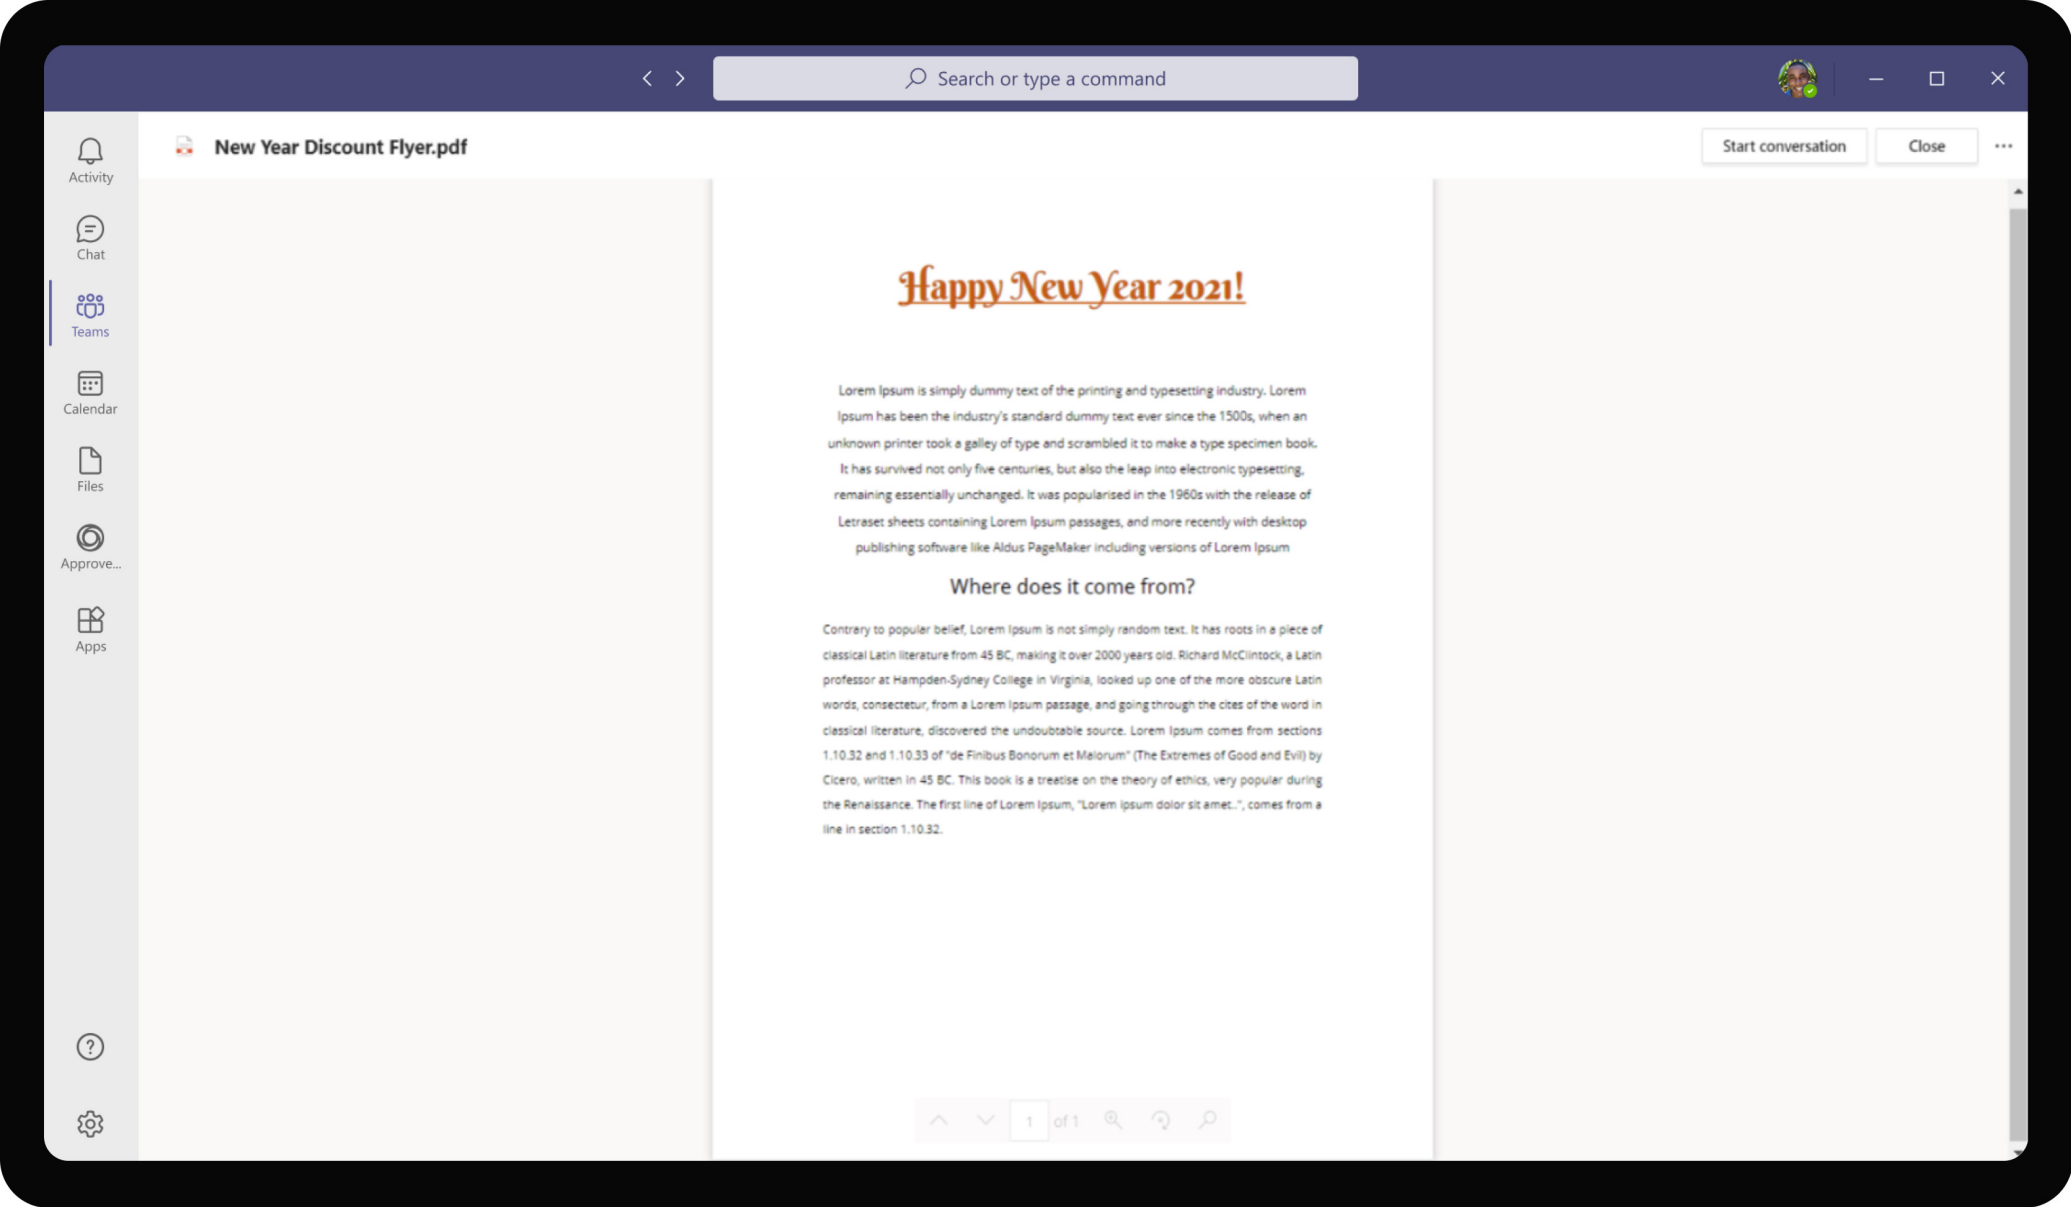 Search or type a command
New Year Discount Flyer.pdf
Start conversation
Close
Activity
Chat
Teams
Calendar
Files
Approve...
Apps
Happy New Year 2021!
Lorem Ipsum is simply dummy text of the printing and typesetting industry. Lorem
Ipsum has been the industry's standard dummy text ever since the 1500s, when an
unknown printer took a galley of type and scrambled it to make a type specimen book.
It has survived not only five centuries, but also the leap into electronic typesetting,
remaining essentially unchanged. It was popularised in the 1960s with the release of
Letraset sheets containing Lorem Ipsum passages, and more recently with desktop
publishing software like Aldus PageMaker including versions of Lorem Ipsum
Where does it come from?
Contrary to popular belief, Lorem Ipsum is not simply random text. It has roots in a piece of
classical Latin literature from 45 BC, making it over 2000 years old. Richard McClintock, a Latin
professor at Hampden-Sydney College in Virginia, looked up one of the more obscure Latin
words, consectetur, from a Lorem Ipsum passage, and going through the cites of the word in
classical literature, discovered the undoubtable source. Lorem Ipsum comes from sections
1.10.32 and 1.10.33 of "de Finibus Bonorum et Malorum" (The Extremes of Good and Evil) by
Cicero, written in 45 BC. This book is a treatise on the theory of ethics, very popular during
the Renaissance. The first line of Lorem Ipsum, "Lorem ipsum dolor sit amet..", comes from a
line in section 1.10.32.
1 of 1